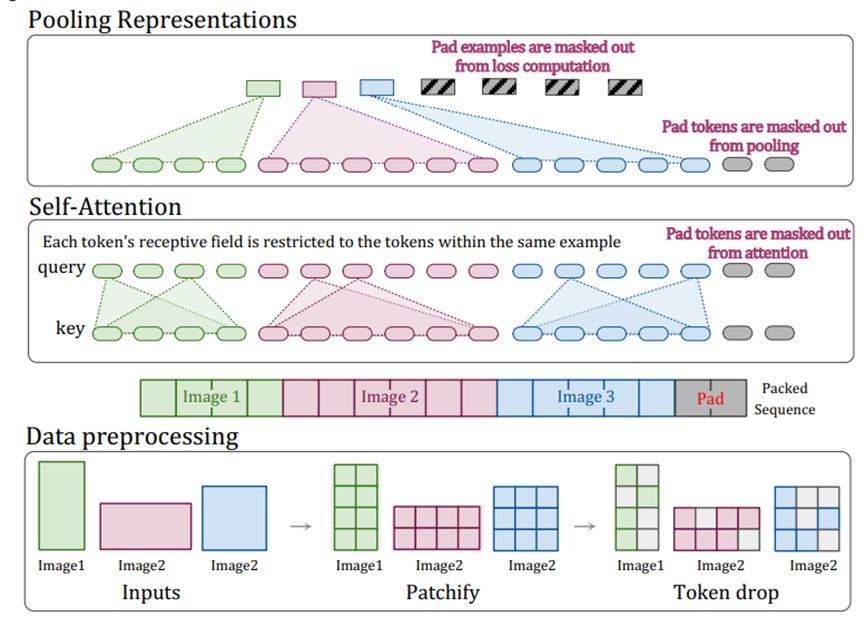 Pooling Representations
Pad examples are masked out
from loss computation
Pad tokens are masked out
from pooling
Self-Attention
Each token's receptive field is restricted to the tokens within the same example
Pad tokens are masked out
from attention
query
key
Image 1
Image 2
Image 3
Pad
Packed
Sequence
Data preprocessing
Image1
Image2
Image2
Image1
Image2
Image2
Image1
Image2
Image2
Inputs
Patchify
Token drop